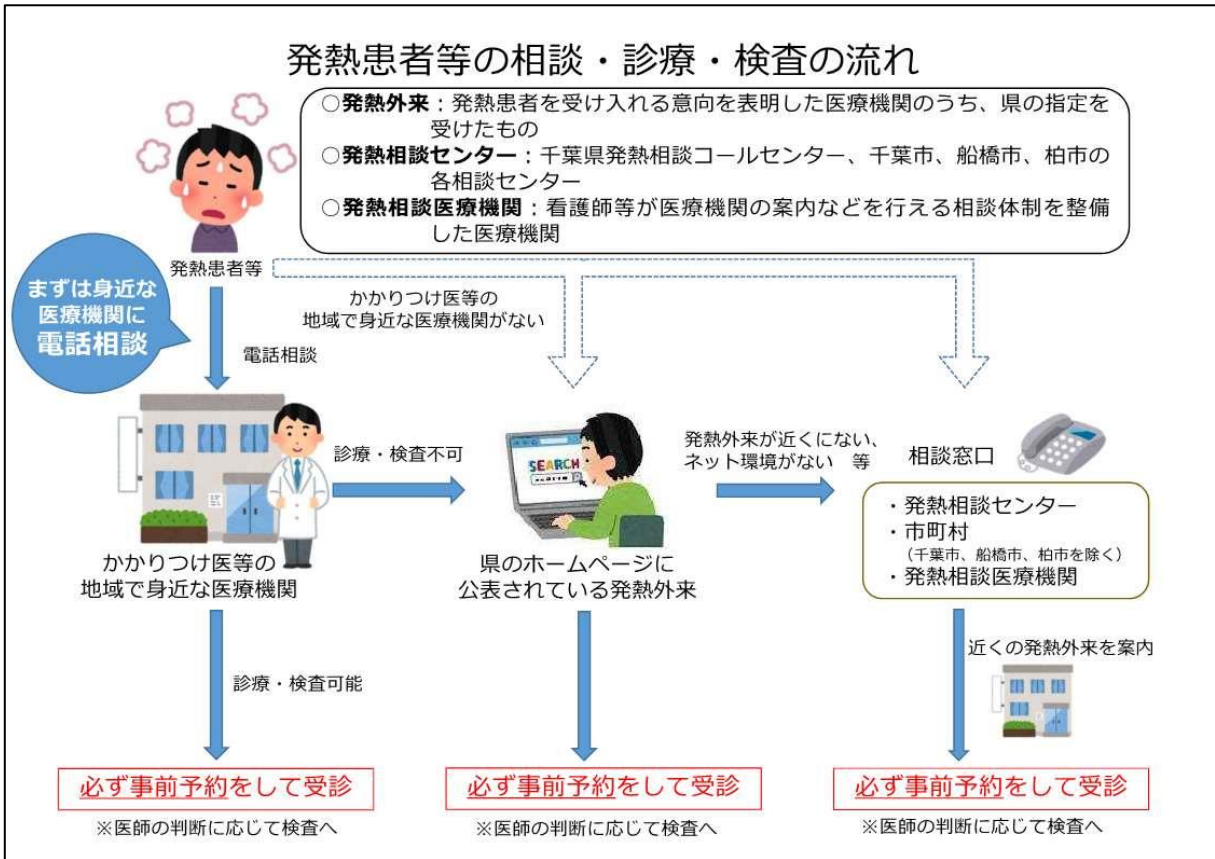 発熱患者等の相談・診療・検査の流れ
○発熱外来：発熱患者を受け入れる意向を表明した医療機関のうち、県の指定を
受けたもの
○発熱相談センター：千葉県発熱相談コールセンター、千葉市、船橋市、柏市の
各相談センター
○発熱相談医療機関：看護師等が医療機関の案内などを行える相談体制を整備
した医療機関
発熱患者等
まずは身近な
医療機関に
電話相談
かかりつけ医等の
地域で身近な医療機関がない
電話相談
診療・検査不可
SEARCH
発熱外来が近くにない、
ネット環境がない　等
相談窓口
・発熱相談センター
・市町村
（千葉市、船橋市、柏市を除く）
・発熱相談医療機関
かかりつけ医等の
地域で身近な医療機関
県のホームページに
公表されている発熱外来
近くの発熱外来を案内
診療・検査可能
必ず事前予約をして受診
※医師の判断に応じて検査へ
必ず事前予約をして受診
※医師の判断に応じて検査へ
必ず事前予約をして受診
※医師の判断に応じて検査へ